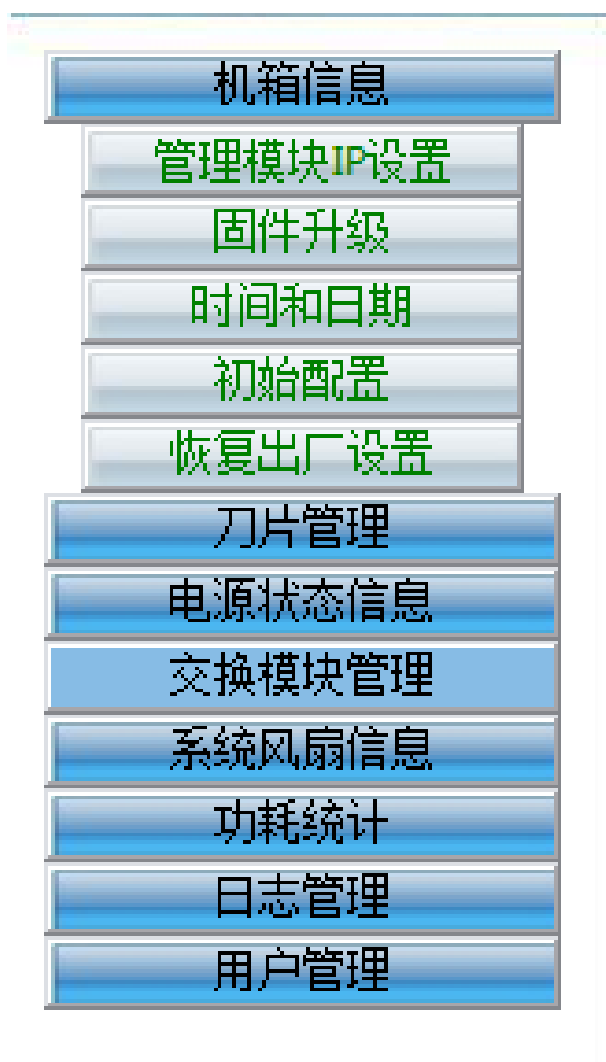 机箱信息
管理模块IP设置
固件升级
时间和日期
初始配置
恢复出厂设置
刀片管理
电源状态信息
交换模块管理
系统风扇信息
功耗统计
日志管理
用户管理